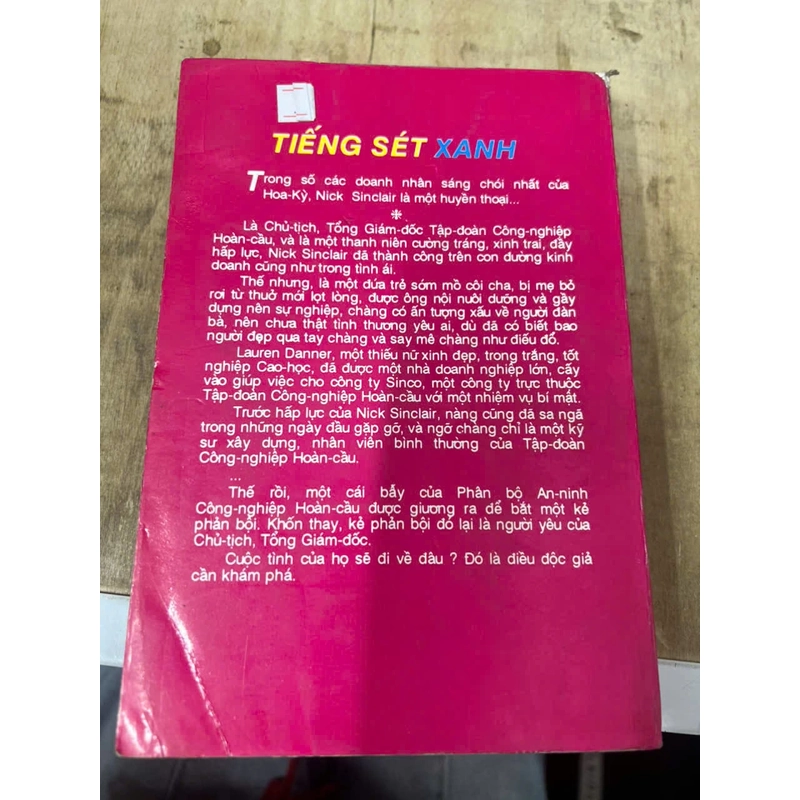 TIẾNG SÉT XANH
Trong số các doanh nhân sáng chói nhất của
Hoa-Kỳ, Nick Sinclair là một huyền thoại...
❋
Là Chủ-tịch, Tổng Giám-đốc Tập-đoàn Công-nghiệp
Hoàn-cầu, và là một thanh niên cường tráng, xinh trai, đầy
hấp lực, Nick Sinclair đã thành công trên con đường kinh
doanh cũng như trong tình ái.
Thế nhưng, là một đứa trẻ sớm mồ côi cha, bị mẹ bỏ
rơi từ thuở mới lọt lòng, được ông nội nuôi dưỡng và gầy
dựng nên sự nghiệp, chàng có ấn tượng xấu về người đàn
bà, nên chưa thật tình thương yêu ai, dù đã có biết bao
người đẹp qua tay chàng và say mê chàng như điếu đổ.
Lauren Danner, một thiếu nữ xinh đẹp, trong trắng, tốt
nghiệp Cao-học, đã được một nhà doanh nghiệp lớn, cấy
vào giúp việc cho công ty Sinco, một công ty trực thuộc
Tập-đoàn Công-nghiệp Hoàn-cầu với một nhiệm vụ bí mật.
Trước hấp lực của Nick Sinclair, nàng cũng đã sa ngã
trong những ngày đầu gặp gỡ, và ngỡ chàng chỉ là một kỹ
sư xây dựng, nhân viên bình thường của Tập-đoàn
Công-nghiệp Hoàn-cầu.
...
Thế rồi, một cái bẫy của Phân bộ An-ninh
Công-nghiệp Hoàn-cầu được giương ra để bắt một kẻ
phản bội. Khốn thay, kẻ phản bội đó lại là người yêu của
Chủ-tịch, Tổng Giám-đốc.
Cuộc tình của họ sẽ đi về đâu ? Đó là điều độc giả
cần khám phá.